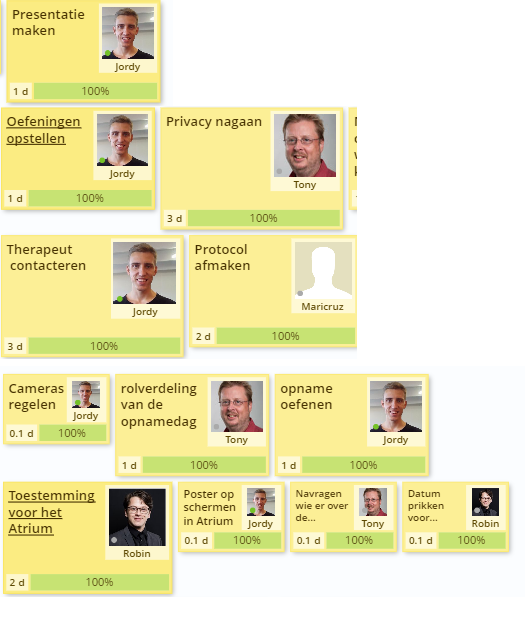 Presentatie
maken
Jordy
1 d
100%
Oefeningen
opstellen
Jordy
1 d
100%
Privacy nagaan
Tony
3 d
100%
Therapeut
contacteren
Jordy
3 d
100%
Protocol
afmaken
Maricruz
2 d
100%
Cameras
regelen
Jordy
0.1 d
100%
rolverdeling
van de
opnamedag
Tony
1 d
100%
opname
oefenen
Jordy
1 d
100%
Toestemming
voor het
Atrium
Robin
2 d
100%
Poster op
schermen
in Atrium
Jordy
0.1 d
100%
Navragen
wie er over
de...
Tony
0.1 d
100%
Datum
prikken
voor...
Robin
0.1 d
100%